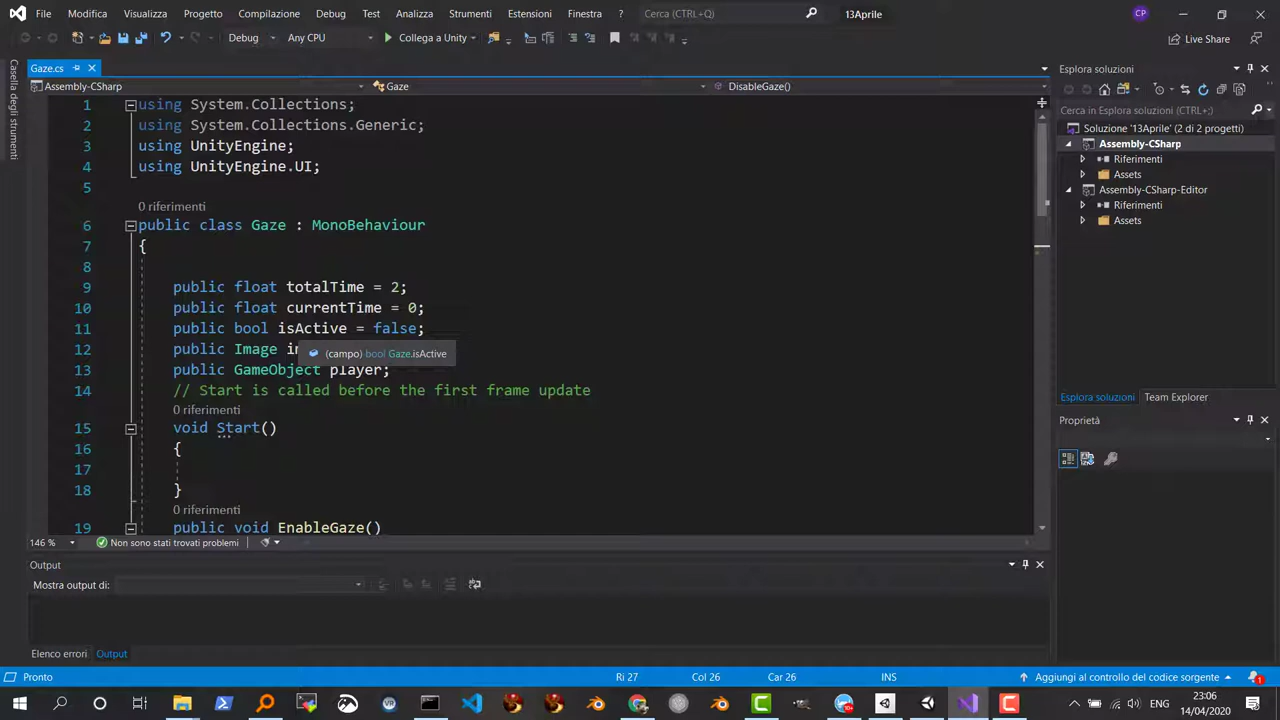 File Modifica Visualizza Progetto Compilazione Debug Test Analizza Strumenti Estensioni Finestra ? Cerca (CTRL+Q) 13Aprile CP
Debug Any CPU Collega a Unity Live Share
Casella degli strumenti
Gaze.cs
Assembly-CSharp Gaze DisableGaze()
1 using System.Collections;
2 using System.Collections.Generic;
3 using UnityEngine;
4 using UnityEngine.UI;
5
0 riferimenti
6 public class Gaze : MonoBehaviour
7 {
8
9 public float totalTime = 2;
10 public float currentTime = 0;
11 public bool isActive = false;
12 public Image
(campo) bool Gaze.isActive
13 public GameObject player;
14 // Start is called before the first frame update
0 riferimenti
15 void Start()
16 {
17
18 }
0 riferimenti
19 public void EnableGaze()
146 % Non sono stati trovati problemi
Output
Mostra output di:
Elenco errori Output
Esplora soluzioni
Cerca in Esplora soluzioni (CTRL+;)
Soluzione '13Aprile' (2 di 2 progetti)
Assembly-CSharp
Riferimenti
Assets
Assembly-CSharp-Editor
Riferimenti
Assets
Esplora soluzioni Team Explorer
Proprietà
Pronto Ri 27 Col 26 Car 26 INS Aggiungi al controllo del codice sorgente 1
VR 10+ ENG 23:06
14/04/2020